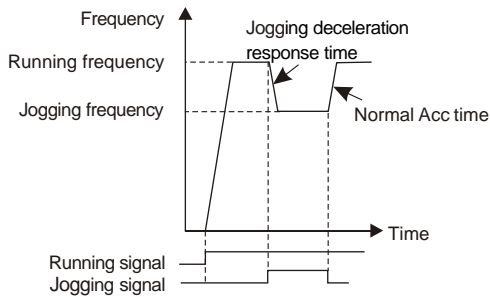 Frequency
Jogging deceleration
response time
Running frequency
Jogging frequency
Normal Acc time
Time
Running signal
Jogging signal